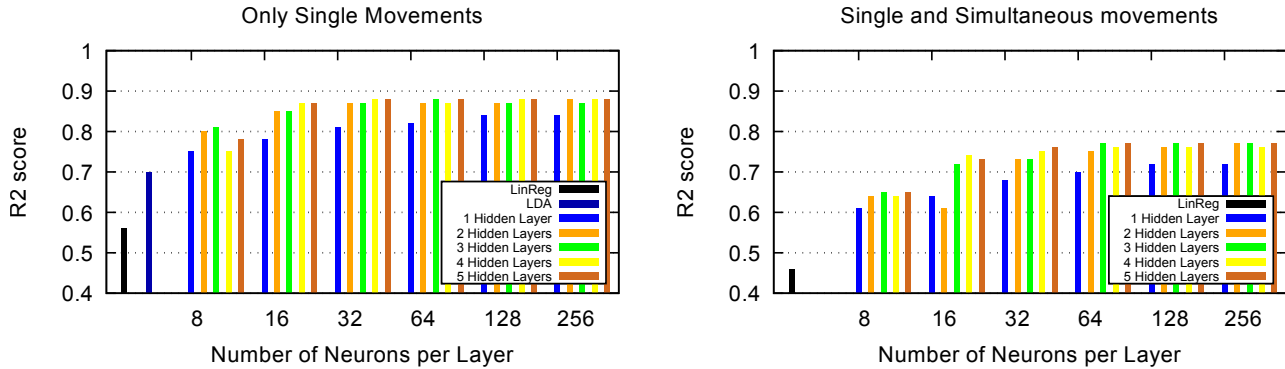 Only Single Movements
1
0.9
0.8
0.7
0.6
0.5
0.4
R2 score
LinReg
LDA
1 Hidden Layer
2 Hidden Layers
3 Hidden Layers
4 Hidden Layers
5 Hidden Layers
8 16 32 64 128 256
Number of Neurons per Layer
Single and Simultaneous movements
1
0.9
0.8
0.7
0.6
0.5
0.4
R2 score
LinReg
1 Hidden Layer
2 Hidden Layers
3 Hidden Layers
4 Hidden Layers
5 Hidden Layers
8 16 32 64 128 256
Number of Neurons per Layer